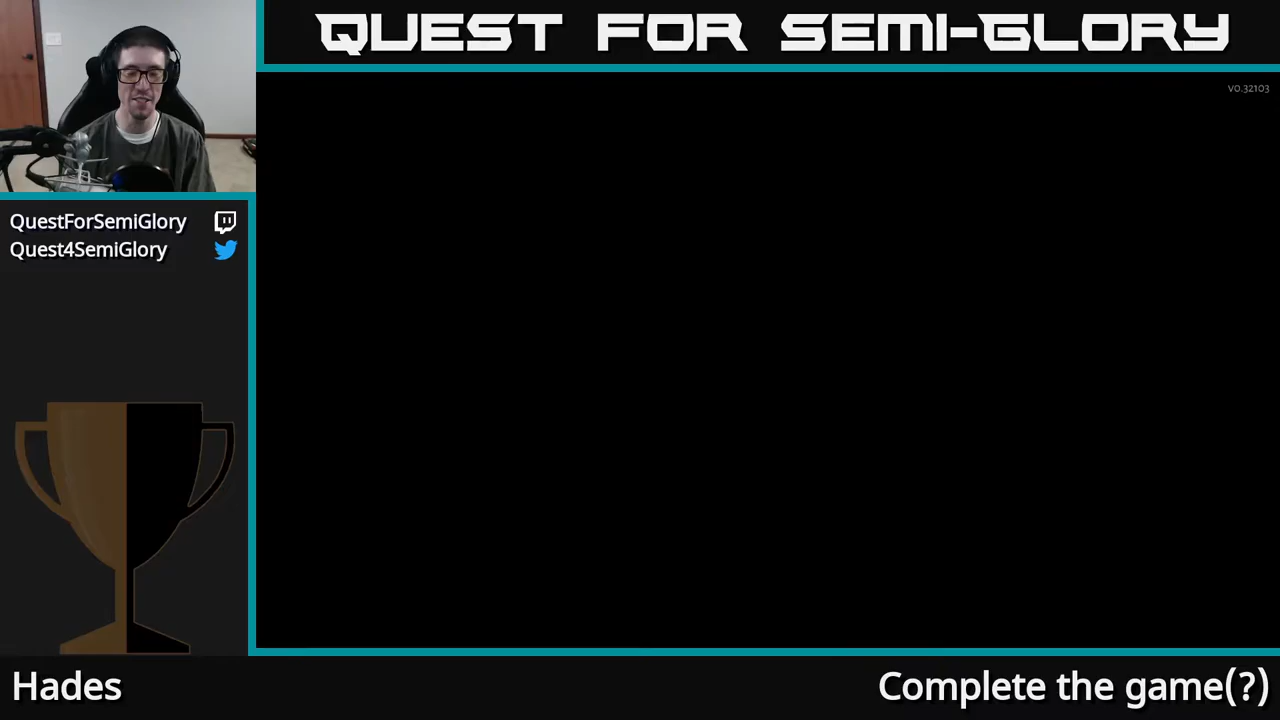 QUEST FOR SEMI-GLORY
V0.32103
QuestForSemiGlory
Quest4SemiGlory
Hades
Complete the game(?)